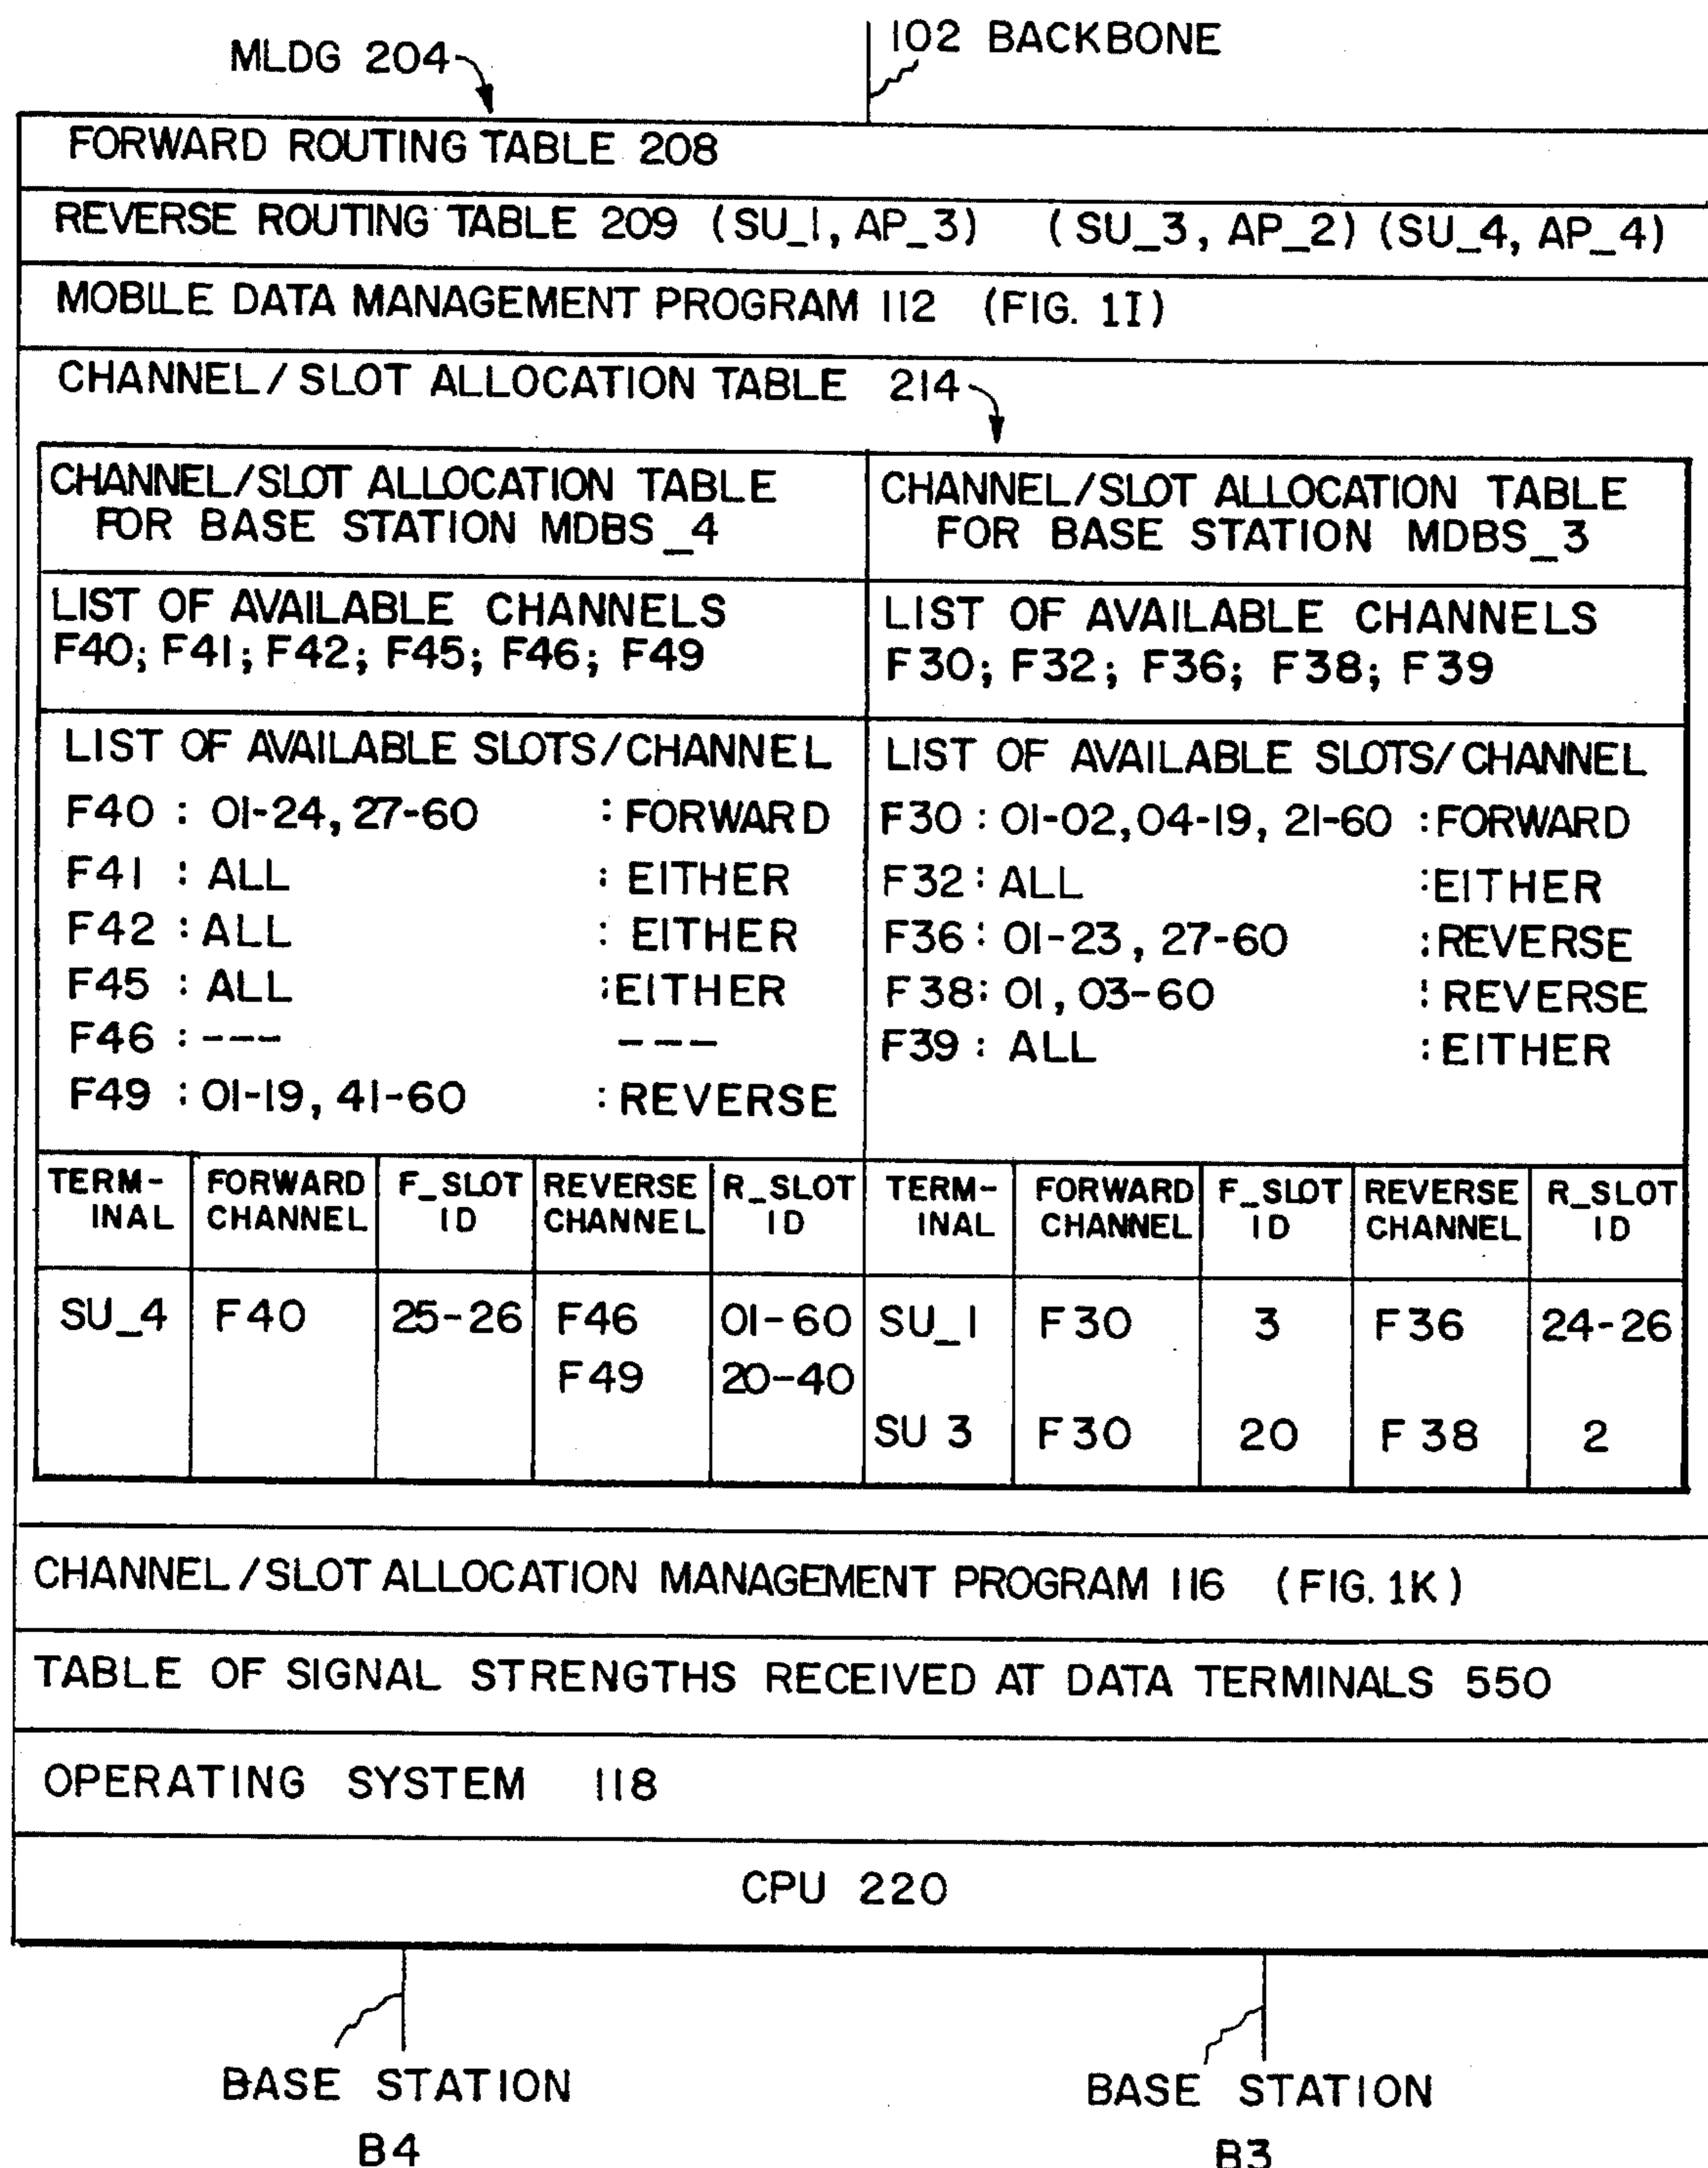 MLDG 204
102 BACKBONE
FORWARD ROUTING TABLE 208
REVERSE ROUTING TABLE 209 (SU_1, AP_3) (SU_3, AP_2) (SU_4, AP_4)
MOBILE DATA MANAGEMENT PROGRAM 112 (FIG. 1I)
CHANNEL/SLOT ALLOCATION TABLE 214
CHANNEL/SLOT ALLOCATION TABLE
FOR BASE STATION MDBS_4
LIST OF AVAILABLE CHANNELS
F40; F41; F42; F45; F46; F49
LIST OF AVAILABLE SLOTS/CHANNEL
F40 : 01-24, 27-60 : FORWARD
F41 : ALL : EITHER
F42 : ALL : EITHER
F45 : ALL : EITHER
F46 : --- ---
F49 : 01-19, 41-60 : REVERSE
CHANNEL/SLOT ALLOCATION TABLE
FOR BASE STATION MDBS_3
LIST OF AVAILABLE CHANNELS
F30; F32; F36; F38; F39
LIST OF AVAILABLE SLOTS/CHANNEL
F30 : 01-02, 04-19, 21-60 : FORWARD
F32 : ALL : EITHER
F36 : 01-23, 27-60 : REVERSE
F38 : 01, 03-60 : REVERSE
F39 : ALL : EITHER
TERM- FORWARD F_SLOT REVERSE R_SLOT TERM- FORWARD F_SLOT REVERSE R_SLOT
INAL CHANNEL ID CHANNEL ID INAL CHANNEL ID CHANNEL ID
SU_4 F40 25-26 F46 01-60 SU_1 F30 3 F36 24-26
F49 20-40
SU 3 F30 20 F38 2
CHANNEL/SLOT ALLOCATION MANAGEMENT PROGRAM 116 (FIG. 1K)
TABLE OF SIGNAL STRENGTHS RECEIVED AT DATA TERMINALS 550
OPERATING SYSTEM 118
CPU 220
BASE STATION
B4
BASE STATION
B3